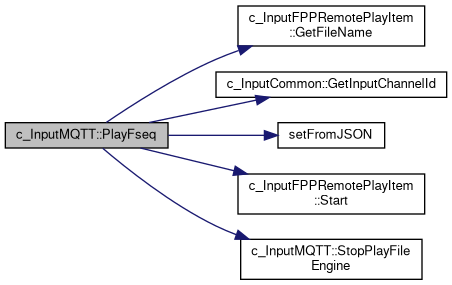 c_InputFPPRemotePlayItem
::GetFileName
c_InputCommon::GetInputChannelId
c_InputMQTT::PlayFseq
setFromJSON
c_InputFPPRemotePlayItem
::Start
c_InputMQTT::StopPlayFile
Engine